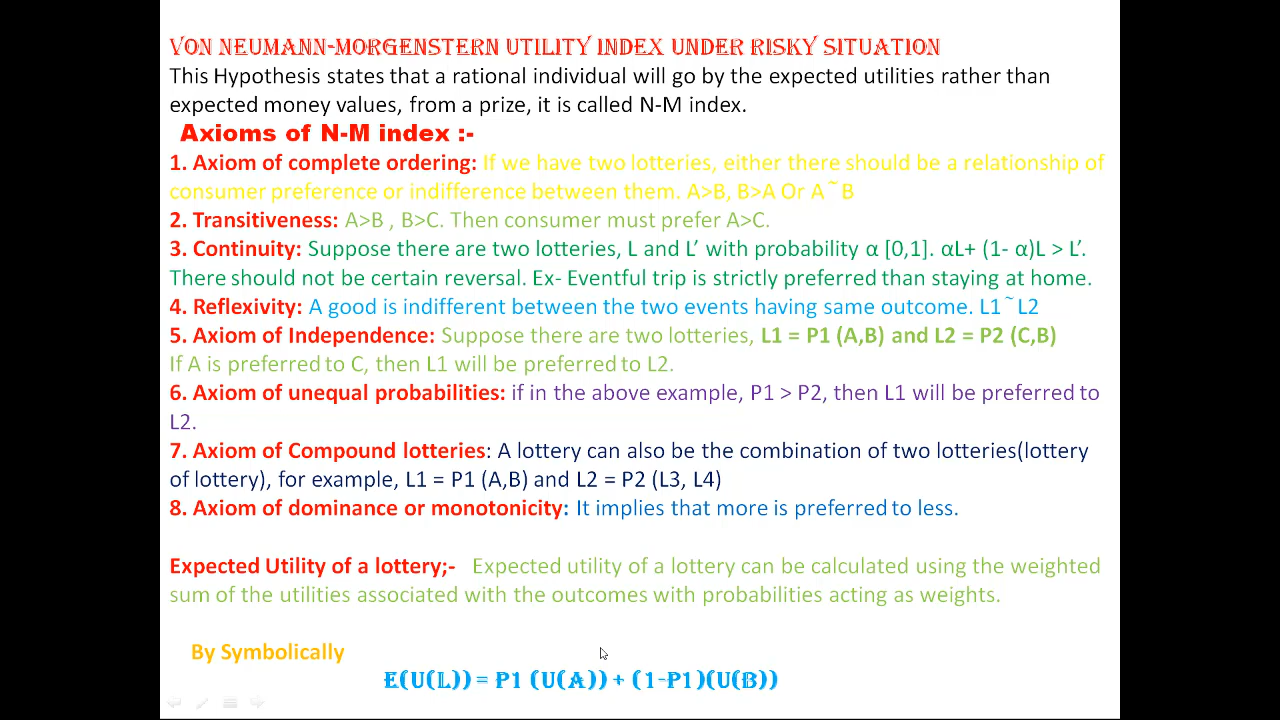 VON NEUMANN-MORGENSTERN UTILITY INDEX UNDER RISKY SITUATION
This Hypothesis states that a rational individual will go by the expected utilities rather than
expected money values, from a prize, it is called N-M index.
Axioms of N-M index :-
1. Axiom of complete ordering: If we have two lotteries, either there should be a relationship of
consumer preference or indifference between them. A>B, B>A Or A ~ B
2. Transitiveness: A>B , B>C. Then consumer must prefer A>C.
3. Continuity: Suppose there are two lotteries, L and L’ with probability α [0,1]. αL+ (1- α)L > L’.
There should not be certain reversal. Ex- Eventful trip is strictly preferred than staying at home.
4. Reflexivity: A good is indifferent between the two events having same outcome. L1 ~ L2
5. Axiom of Independence: Suppose there are two lotteries, L1 = P1 (A,B) and L2 = P2 (C,B)
If A is preferred to C, then L1 will be preferred to L2.
6. Axiom of unequal probabilities: if in the above example, P1 > P2, then L1 will be preferred to
L2.
7. Axiom of Compound lotteries: A lottery can also be the combination of two lotteries(lottery
of lottery), for example, L1 = P1 (A,B) and L2 = P2 (L3, L4)
8. Axiom of dominance or monotonicity: It implies that more is preferred to less.
Expected Utility of a lottery;- Expected utility of a lottery can be calculated using the weighted
sum of the utilities associated with the outcomes with probabilities acting as weights.
By Symbolically
E(U(L)) = P1 (U(A)) + (1-P1)(U(B))